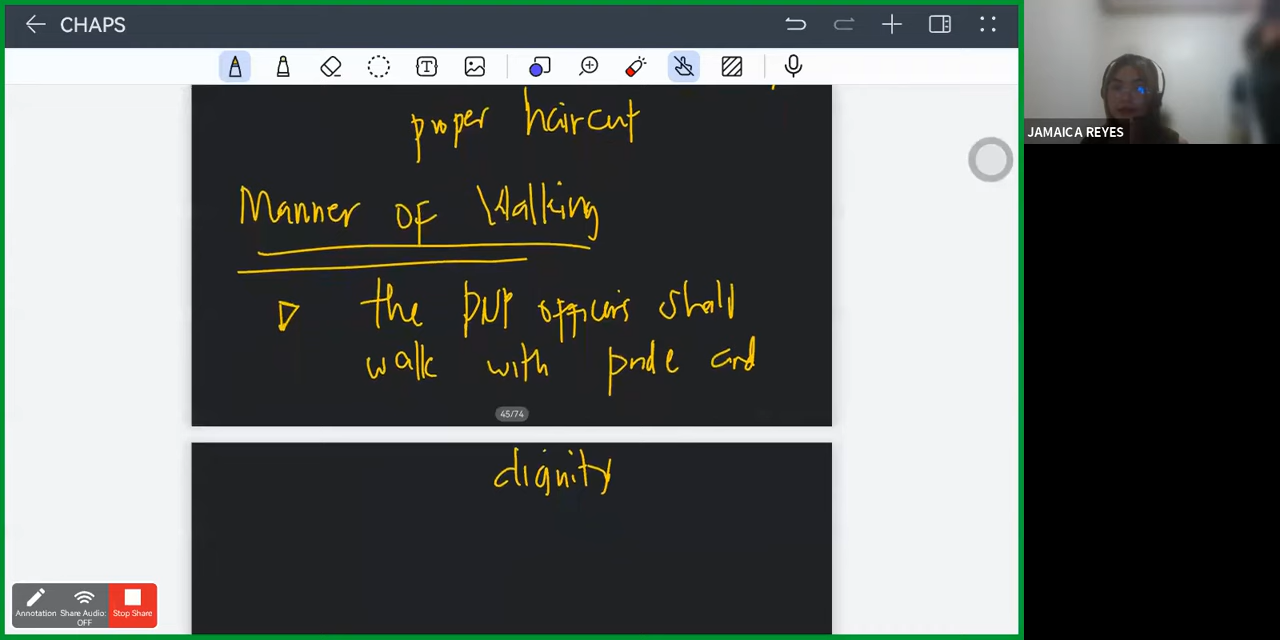 CHAPS
JAMAICA REYES
proper haircut
Manner of Walking
the PNP officers shall
walk with pride and
45/74
dignity
Annotation
Share Audio: OFF
Stop Share